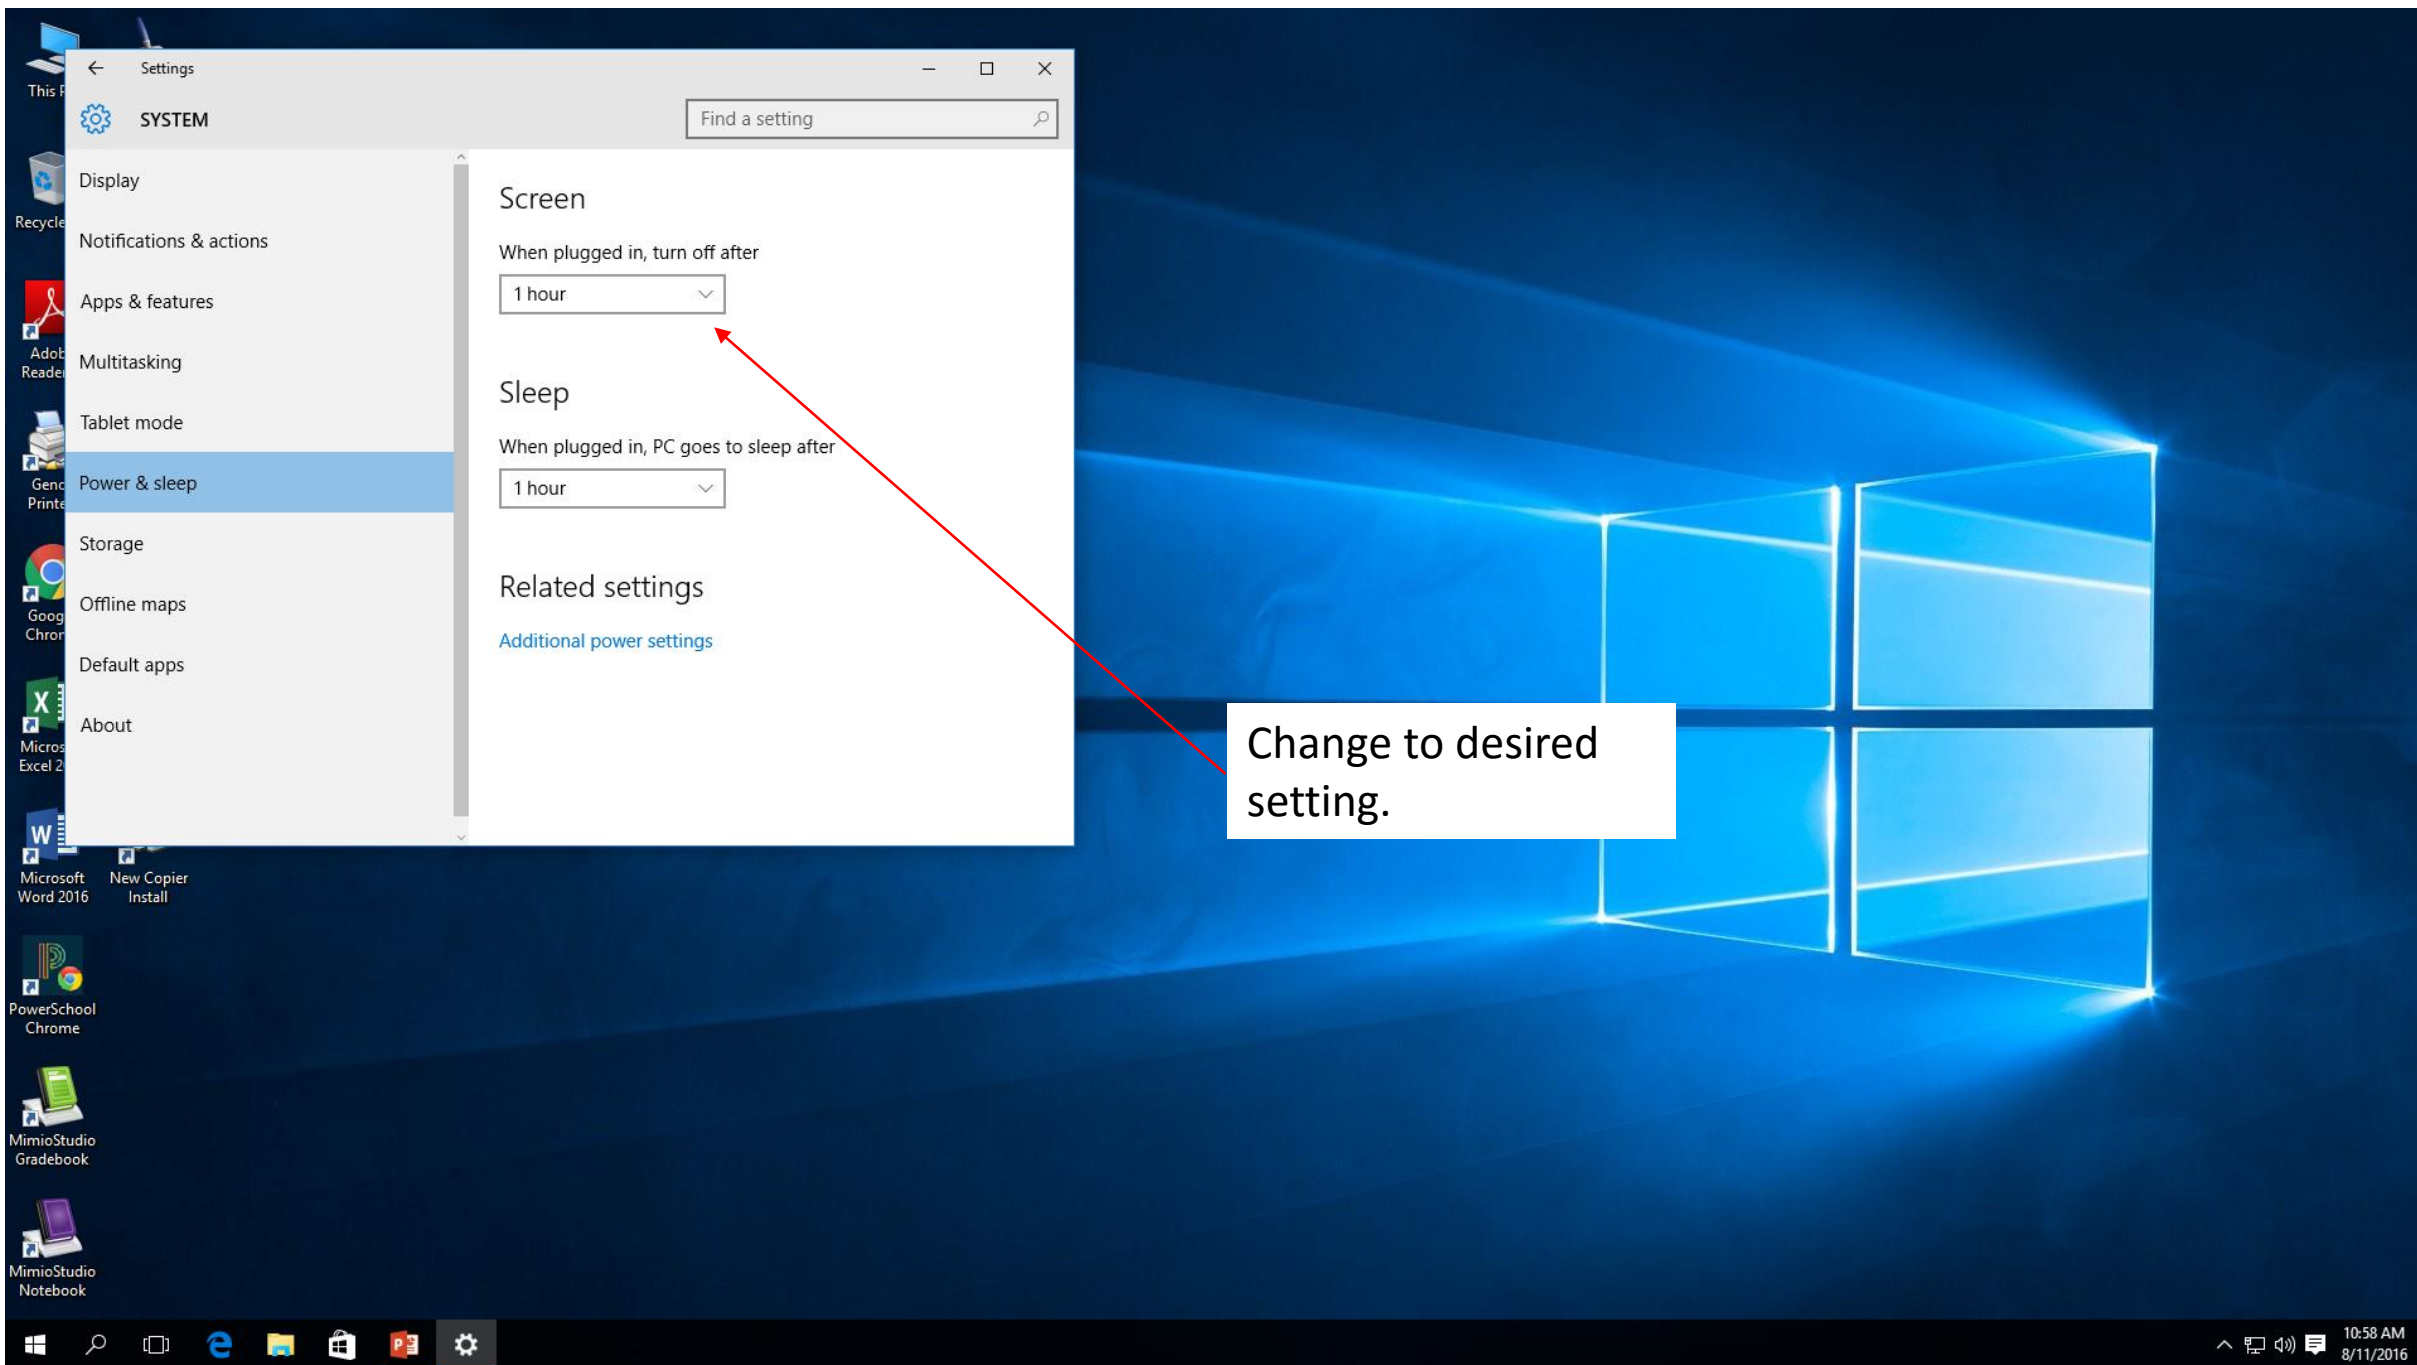 Settings
SYSTEM
Find a setting
Display
Notifications & actions
Apps & features
Multitasking
Tablet mode
Power & sleep
Storage
Offline maps
Default apps
About
Screen
When plugged in, turn off after
1 hour
Sleep
When plugged in, PC goes to sleep after
1 hour
Related settings
Additional power settings
Change to desired
setting.
This
Recycle
Microsoft
Word 2016
New Copier
Install
PowerSchool
Chrome
MimioStudio
Gradebook
MimioStudio
Notebook
10:58 AM
8/11/2016